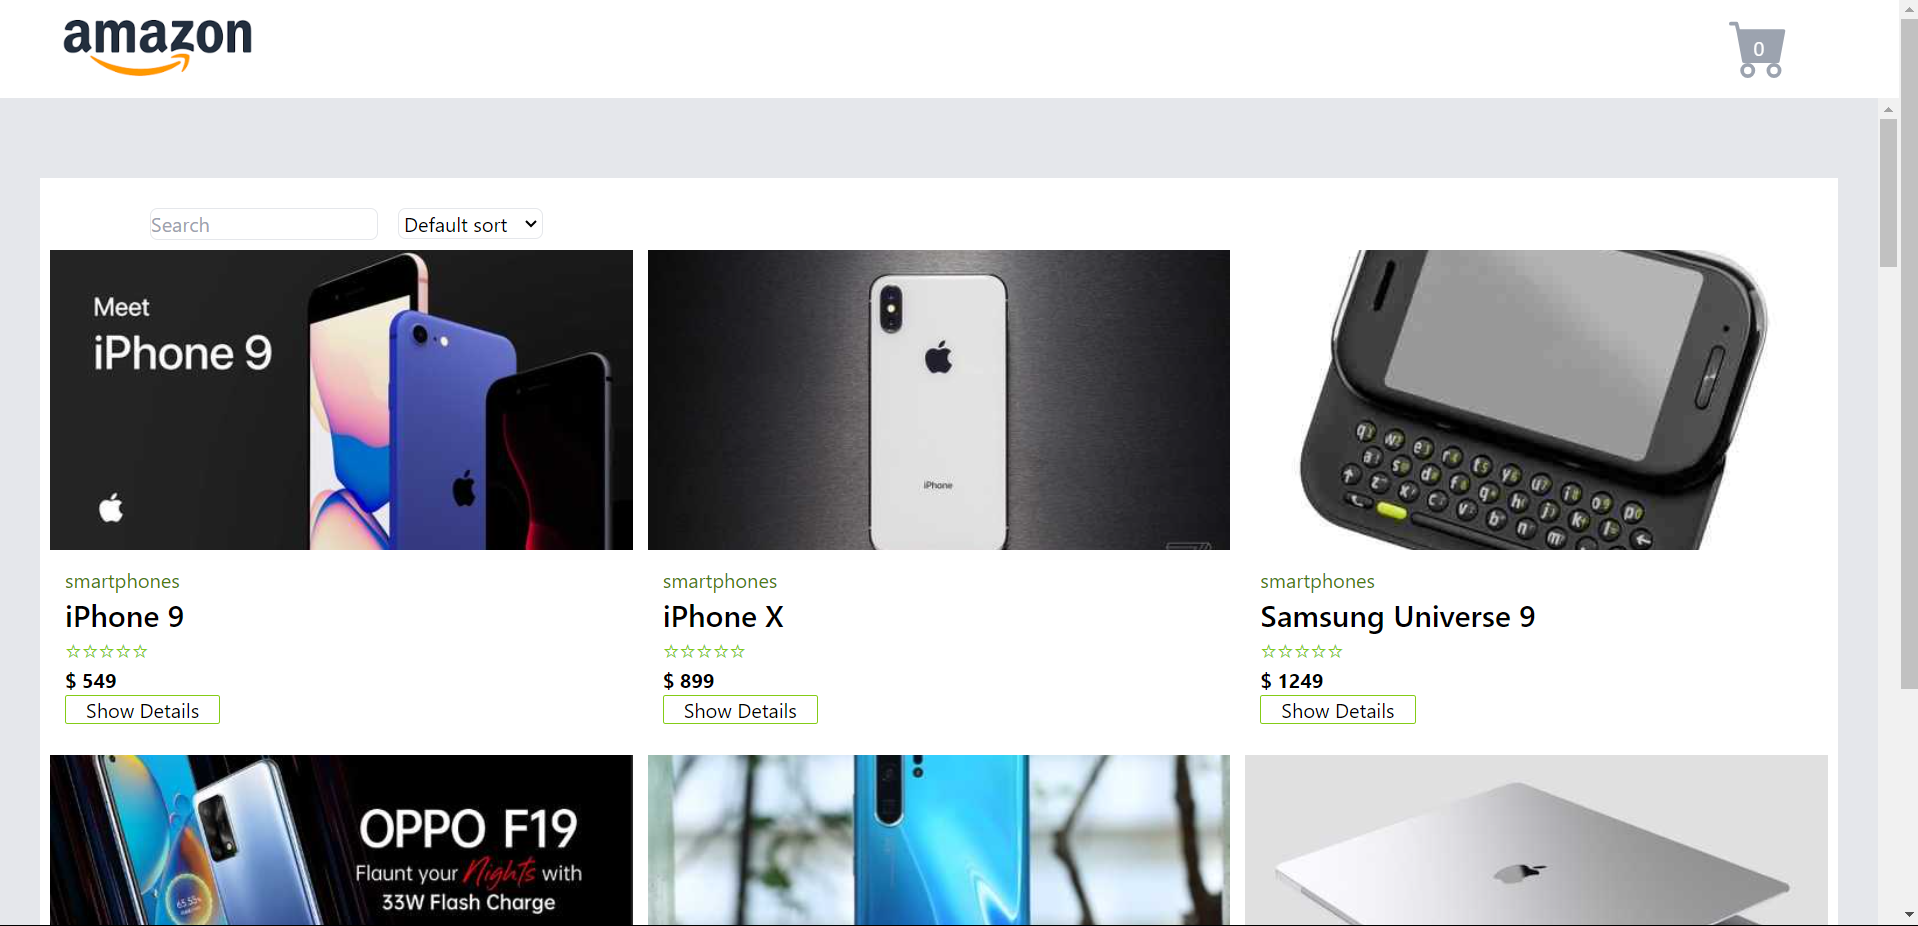 amazon
0
Search
Default sort
Meet
iPhone 9
iPhone
smartphones
iPhone 9
☆☆☆☆☆
$ 549
Show Details
smartphones
iPhone X
☆☆☆☆☆
$ 899
Show Details
smartphones
Samsung Universe 9
☆☆☆☆☆
$ 1249
Show Details
OPPO F19
Flaunt your Nights with
33W Flash Charge